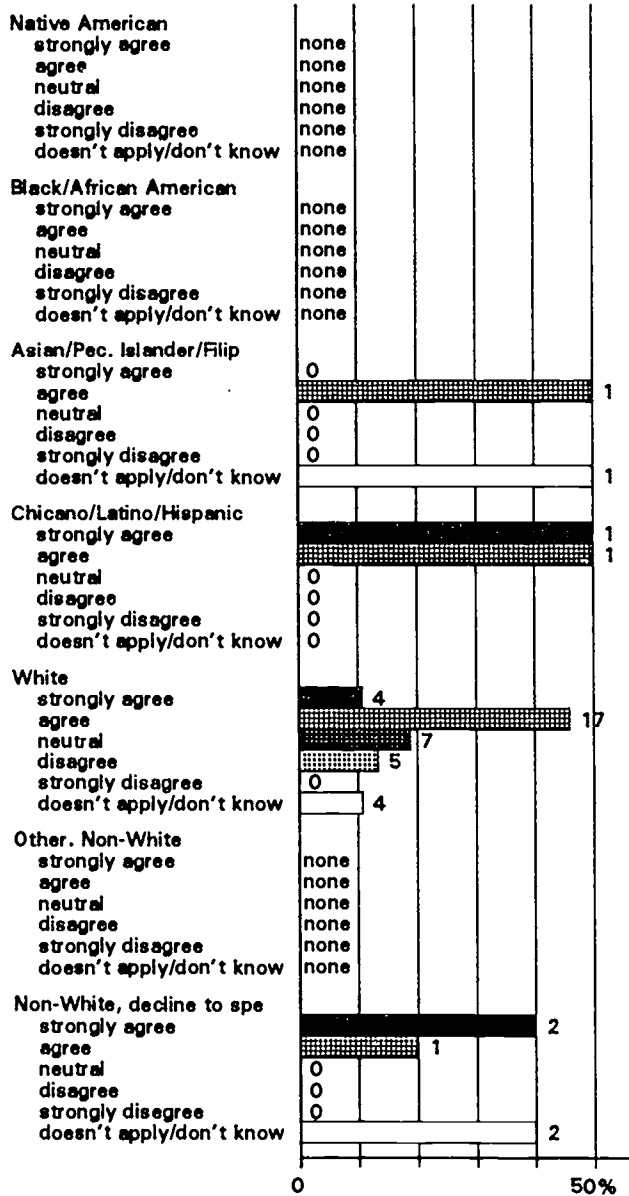 Native American
strongly agree none
agree none
neutral none
disagree none
strongly disagree none
doesn't apply/don't know none
Black/African American
strongly agree none
agree none
neutral none
disagree none
strongly disagree none
doesn't apply/don't know none
Asian/Pec. Islander/Filip
strongly agree 0
agree 1
neutral 0
disagree 0
strongly disagree 0
doesn't apply/don't know 1
Chicano/Latino/Hispanic
strongly agree 1
agree 1
neutral 0
disagree 0
strongly disagree 0
doesn't apply/don't know 0
White
strongly agree 4
agree 17
neutral 7
disagree 5
strongly disagree 0
doesn't apply/don't know 4
Other. Non-White
strongly agree none
agree none
neutral none
disagree none
strongly disagree none
doesn't apply/don't know none
Non-White, decline to spe
strongly agree 2
agree 1
neutral 0
disagree 0
strongly disegree 0
doesn't apply/don't know 2
0 50%